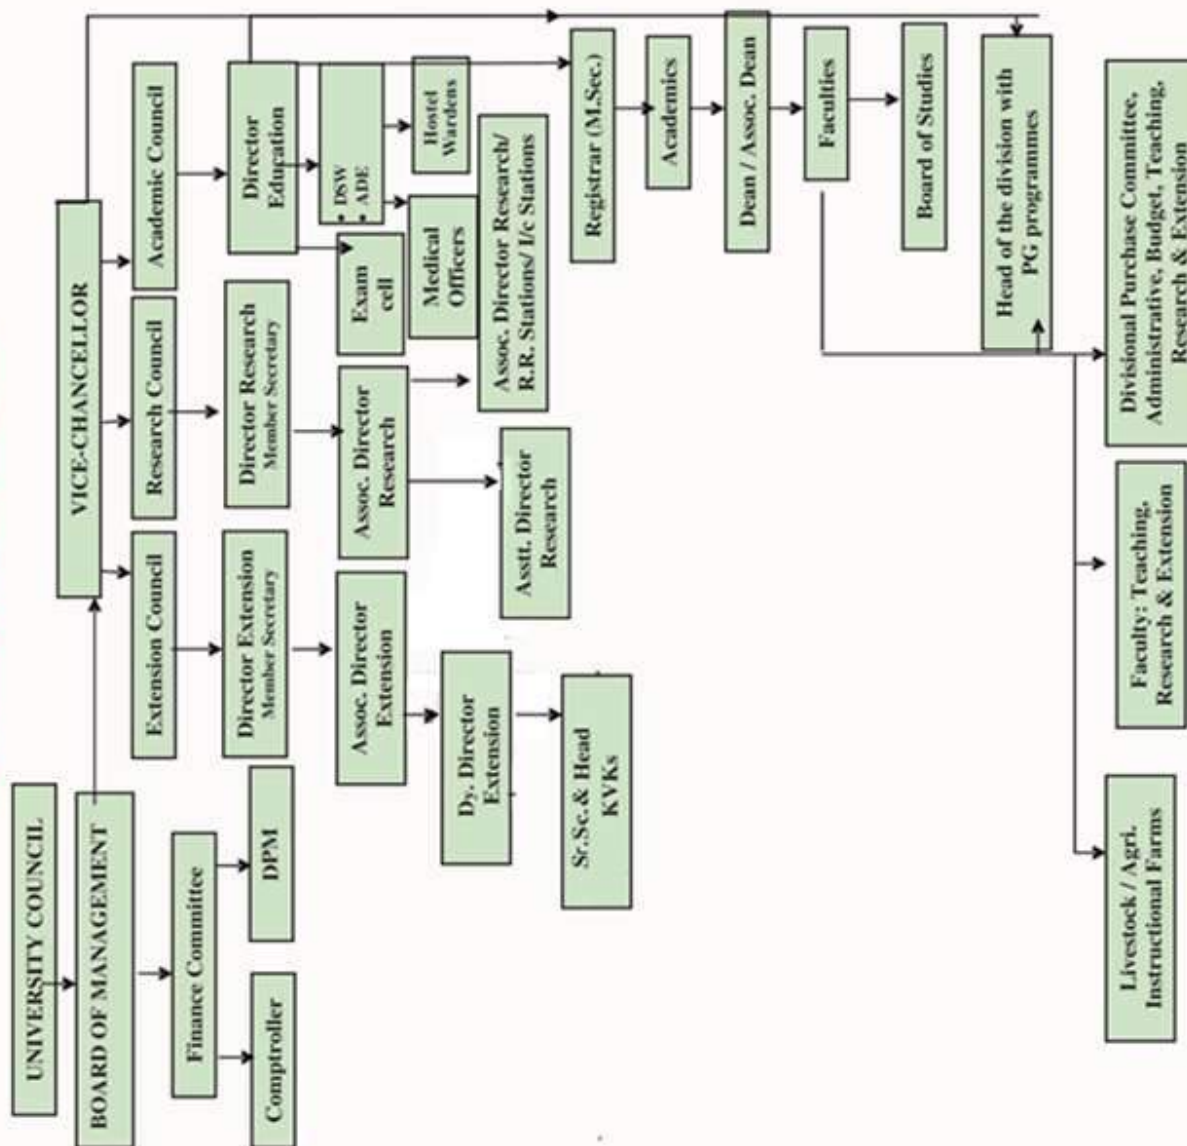 UNIVERSITY COUNCIL
BOARD OF MANAGEMENT
VICE-CHANCELLOR
Finance Committee
Comptroller
DPM
Extension Council
Research Council
Academic Council
Director Extension
Member Secretary
Director Research
Member Secretary
Director
Education
Assoc. Director
Extension
Assoc. Director
Research
Exam
cell
• DSW
• ADE
Medical
Officers
Hostel
Wardens
Dy. Director
Extension
Asstt. Director
Research
Assoc. Director Research/
R.R. Stations/ I/c Stations
Sr.Sc.& Head
KVKs
Registrar (M.Sec.)
Academics
Dean / Assoc. Dean
Faculties
Board of Studies
Head of the division with
PG programmes
Livestock / Agri.
Instructional Farms
Faculty: Teaching,
Research & Extension
Divisional Purchase Committee,
Administrative, Budget, Teaching,
Research & Extension